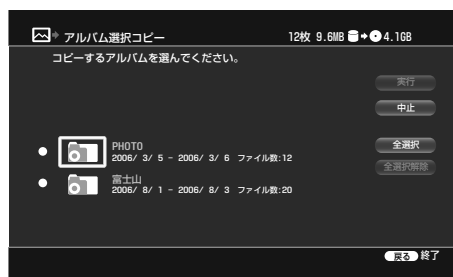 アルバム選択コピー 12枚 9.6MB 4.1GB
コピーするアルバムを選んでください。
実行
中止
PHOTO
2006/ 3/ 5 - 2006/ 3/ 6 ファイル数:12
全選択
全選択解除
富士山
2006/ 8/ 1 - 2006/ 8/ 3 ファイル数:20
戻る 終了